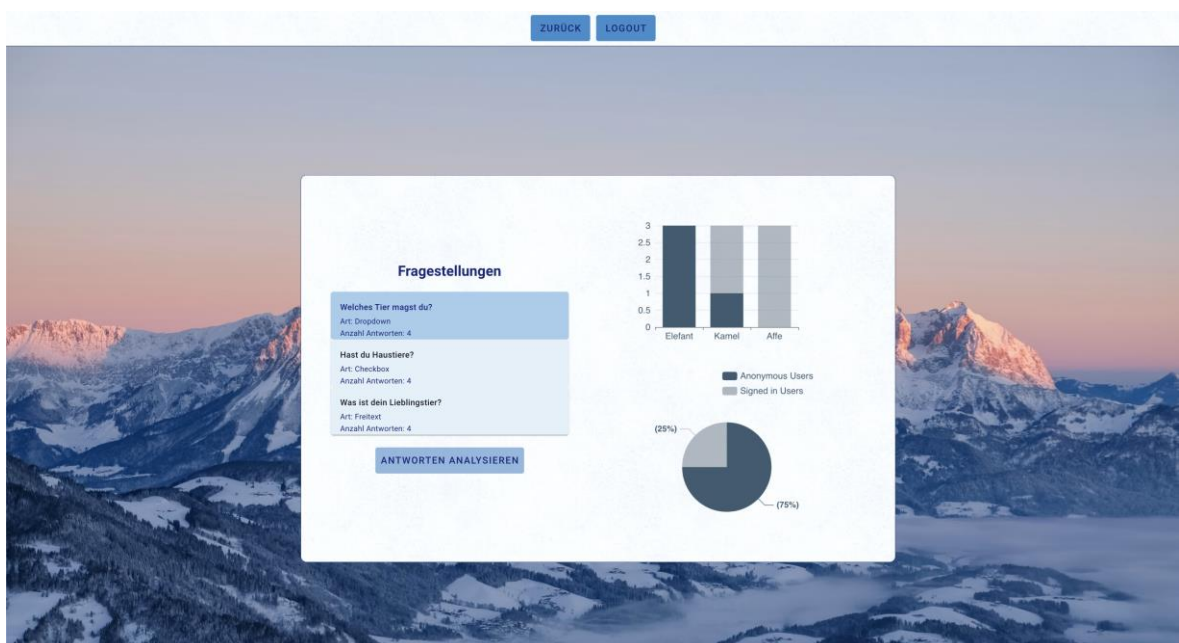 ZURÜCK LOGOUT
Fragestellungen
Welches Tier magst du?
Art: Dropdown
Anzahl Antworten: 4
Hast du Haustiere?
Art: Checkbox
Anzahl Antworten: 4
Was ist dein Lieblingstier?
Art: Freitext
Anzahl Antworten: 4
ANTWORTEN ANALYSIEREN
3
2.5
2
1.5
1
0.5
0
Elefant Kamel Affe
Anonymous Users
Signed in Users
(25%)
(75%)